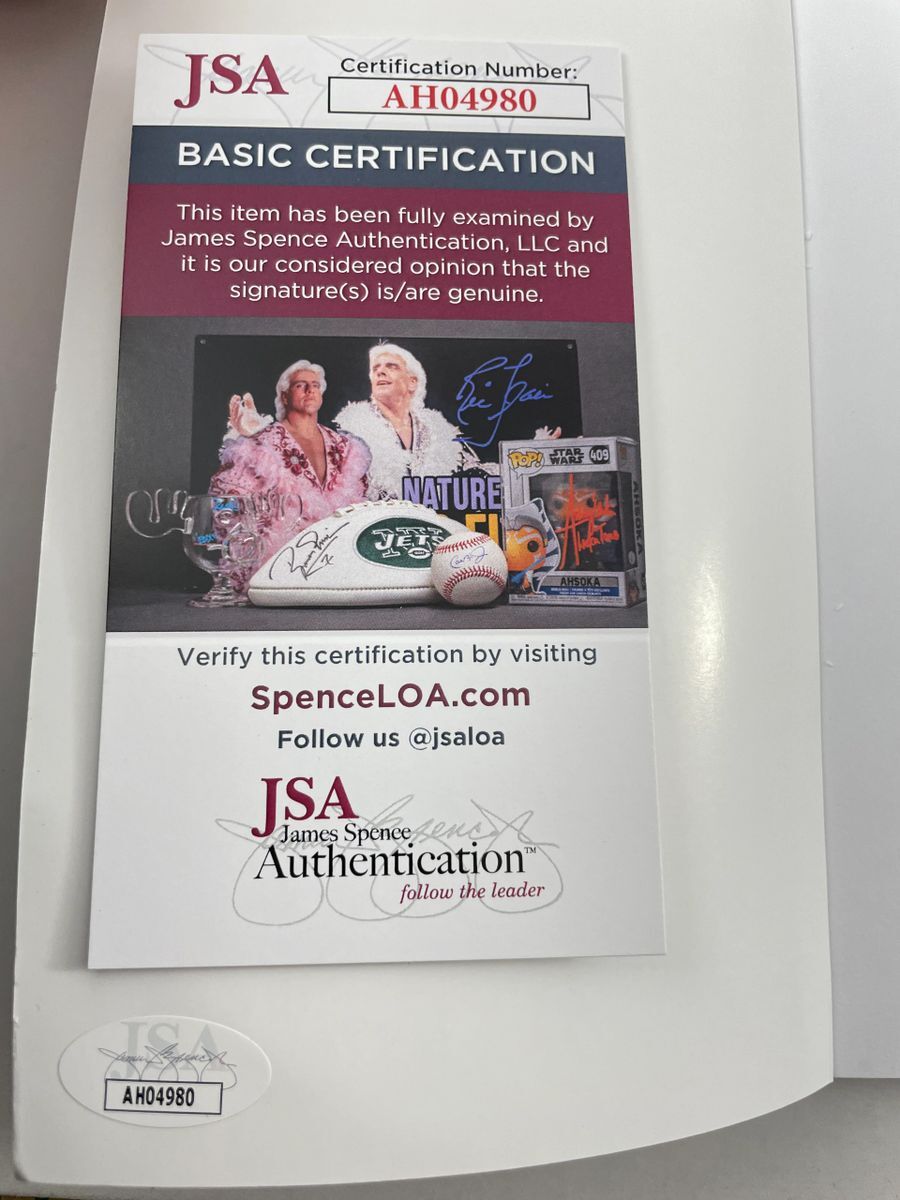 JSA
Certification Number:
AH04980
BASIC CERTIFICATION
This item has been fully examined by
James Spence Authentication, LLC and
it is our considered opinion that the
signature(s) is/are genuine.
NATURE
JETS
POP!
STAR
WARS
409
AHSOKA
AHSOKA
Verify this certification by visiting
SpenceLOA.com
Follow us @jsaloa
JSA
James Spence
Authentication™
follow the leader
JSA
AH04980